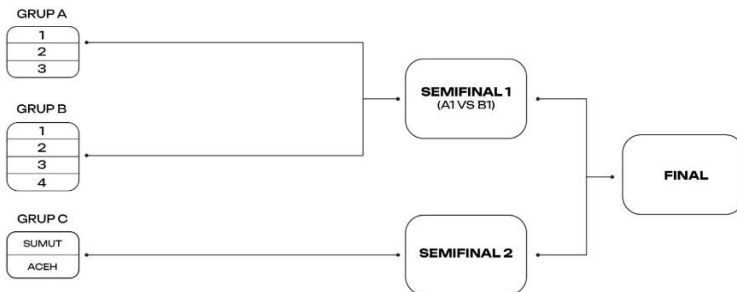 GRUP A
1
2
3
GRUP B
1
2
3
4
GRUP C
SUMUT
ACEH
SEMIFINAL 1
(A1 VS B1)
SEMIFINAL 2
FINAL